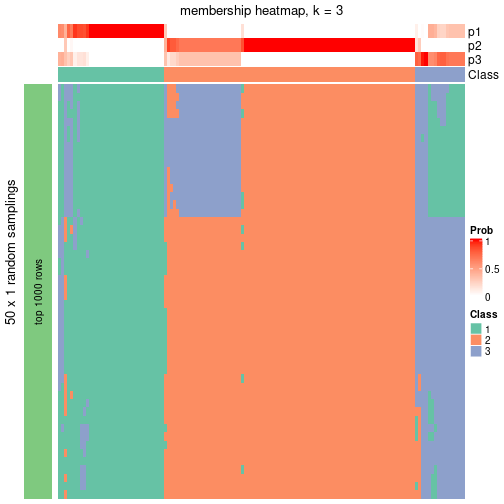 membership heatmap, k = 3
p1
p2
p3
Class
50 x 1 random samplings
top 1000 rows
Prob
1
0.5
0
Class
1
2
3